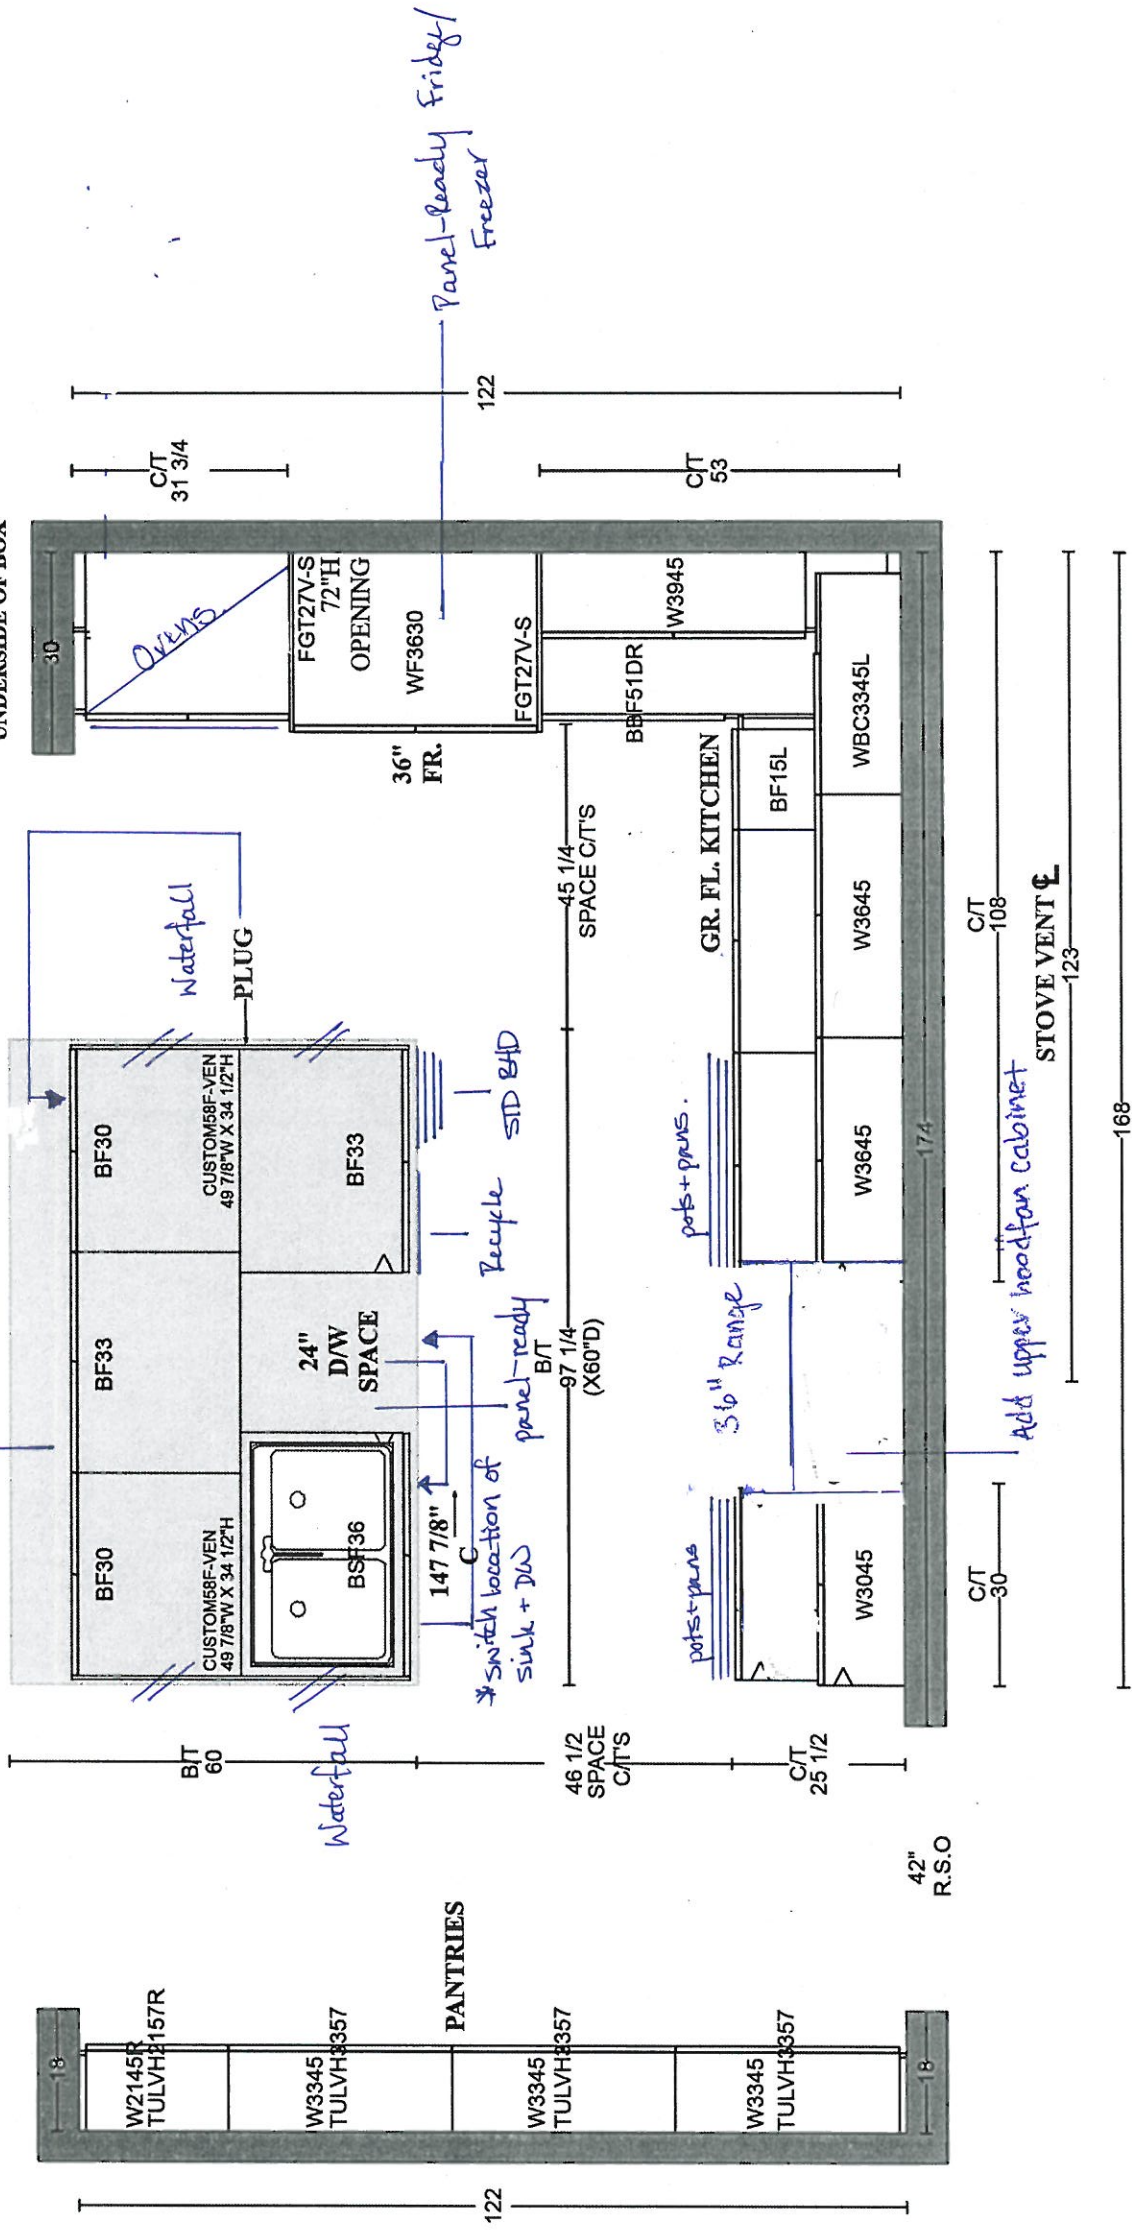 UNDERSIDE OF BOX
18
W2145R
TULVH2157R
W3345
TULVH3357
W3345
TULVH3357
W3345
TULVH3357
18
122
PANTRIES
42"
R.S.O
B/T
60
46 1/2
SPACE
C/T'S
C/T
25 1/2
Waterfall
BF30
BF33
BF30
CUSTOM58F-VEN
49 7/8"W X 34 1/2"H
CUSTOM58F-VEN
49 7/8"W X 34 1/2"H
BSF36
24"
D/W
SPACE
BF33
PLUG
Waterfall
147 7/8"
C
*switch location of
sink + DW
panel-ready
Recycle
STD B4D
B/T
97 1/4
(X60"D)
45 1/4
SPACE C/T'S
30
Ovens
FGT27V-S
72"H
OPENING
WF3630
36"
FR.
FGT27V-S
BBF51DR
W3945
C/T
31 3/4
122
C/T
53
Panel-Ready Fridge/
Freezer
GR. FL. KITCHEN
pots+pans
36" Range
pots+pans.
BF15L
W3045
W3645
W3645
WBC3345L
174
C/T
30
C/T
108
Add upper hoodfan cabinet
STOVE VENT ℄
123
168